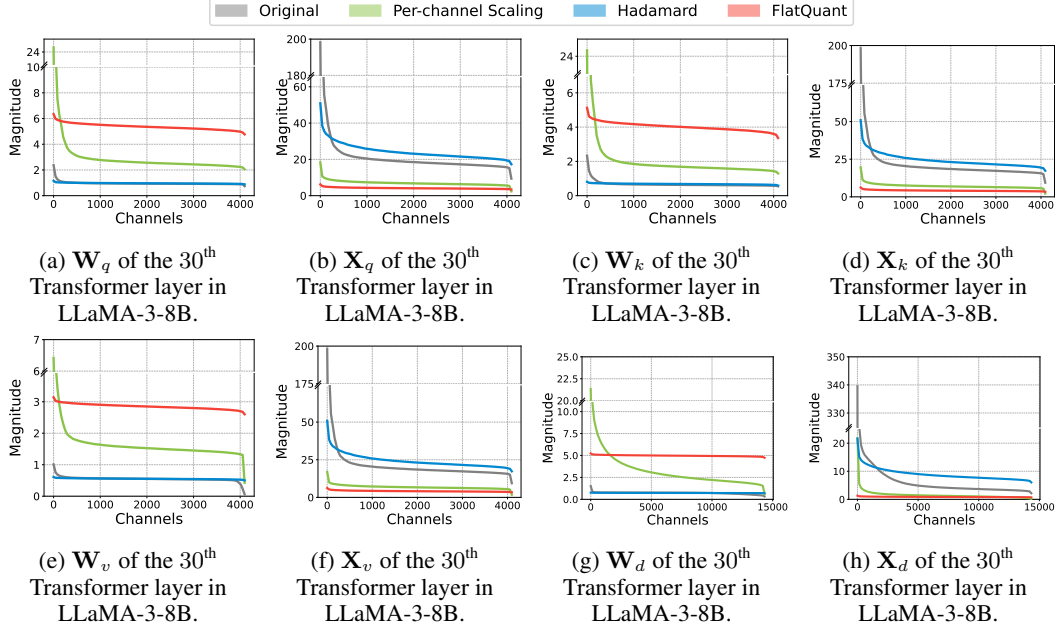 Original Per-channel Scaling Hadamard FlatQuant
Magnitude
24
10
8
6
4
2
0
0 1000 2000 3000 4000
Channels
Magnitude
200
180
60
40
20
0
0 1000 2000 3000 4000
Channels
Magnitude
24
6
4
2
0
0 1000 2000 3000 4000
Channels
Magnitude
200
175
50
25
0
0 1000 2000 3000 4000
Channels
(a) W_q of the 30th
Transformer layer in
LLaMA-3-8B.
(b) X_q of the 30th
Transformer layer in
LLaMA-3-8B.
(c) W_k of the 30th
Transformer layer in
LLaMA-3-8B.
(d) X_k of the 30th
Transformer layer in
LLaMA-3-8B.
Magnitude
7
6
3
2
1
0
0 1000 2000 3000 4000
Channels
Magnitude
200
175
50
25
0
0 1000 2000 3000 4000
Channels
Magnitude
25.0
22.5
20.0
10.0
7.5
5.0
2.5
0.0
0 5000 10000 15000
Channels
Magnitude
350
340
330
20
10
0
0 5000 10000 15000
Channels
(e) W_v of the 30th
Transformer layer in
LLaMA-3-8B.
(f) X_v of the 30th
Transformer layer in
LLaMA-3-8B.
(g) W_d of the 30th
Transformer layer in
LLaMA-3-8B.
(h) X_d of the 30th
Transformer layer in
LLaMA-3-8B.